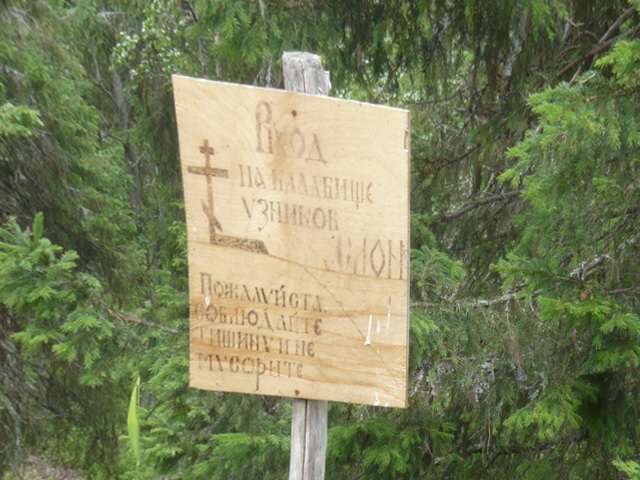 Вход
на кладбище
узников
СЛОН
Пожалуйста
соблюдайте
тишину и не
мусорите